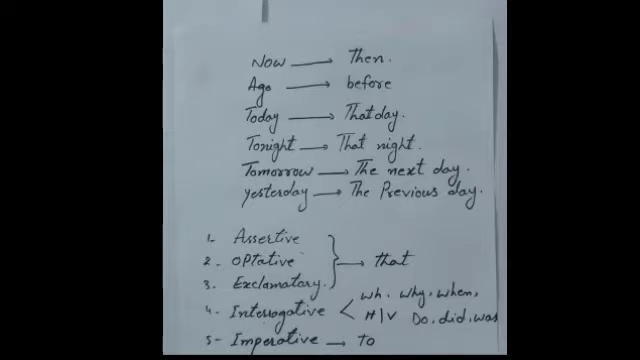 Now → Then.
Ago → before
Today → That day.
Tonight → That night.
Tomorrow → The next day.
Yesterday → The Previous day.
1- Assertive
2- Optative } → that
3- Exclamatory.
wh. why, when,
4- Interrogative <
H|V Do, did, was
5- Imperative → To